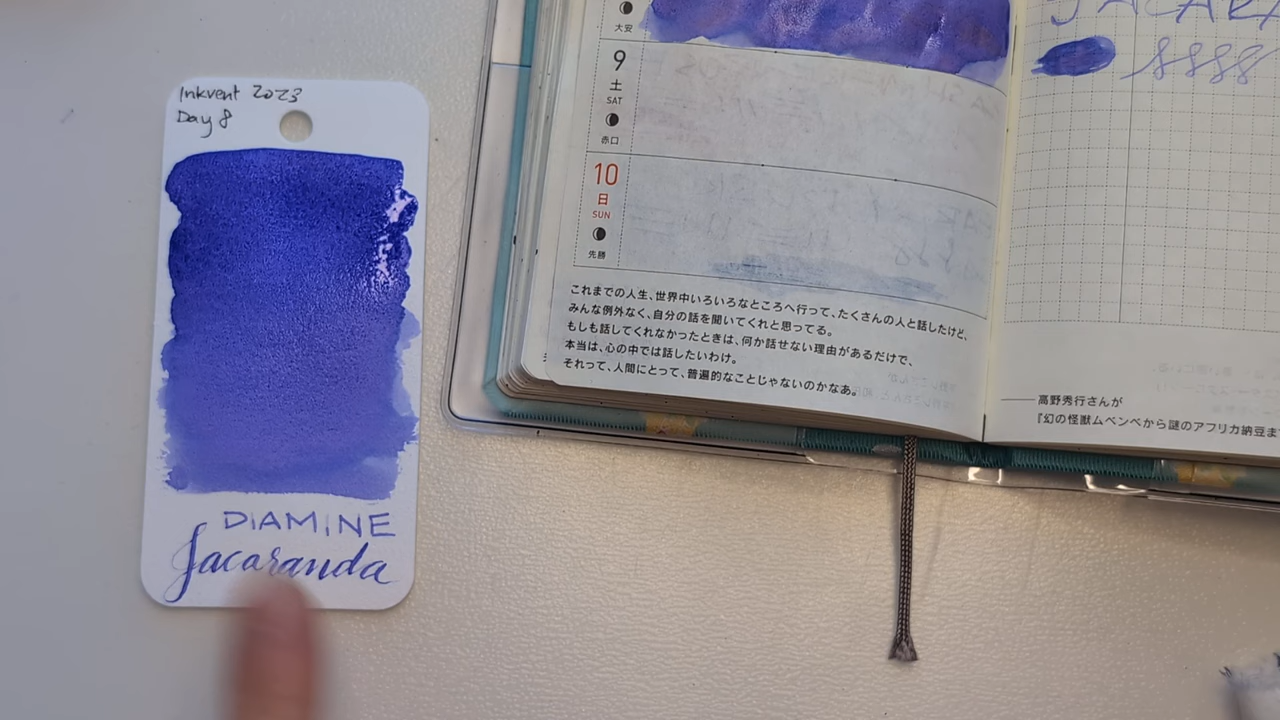 Inkvent 2023
Day 8
DIAMINE
Jacaranda
大安
9
土
SAT
赤口
10
日
SUN
先勝
これまでの人生、世界中いろいろなところへ行って、たくさんの人と話したけど、
みんな例外なく、自分の話を聞いてくれと思ってる。
もしも話してくれなかったときは、何か話せない理由があるだけで、
本当は、心の中では話したいわけ。
それって、人間にとって、普遍的なことじゃないのかなあ。
JACARA
8888
——高野秀行さんが
『幻の怪獣ムベンベから謎のアフリカ納豆ま